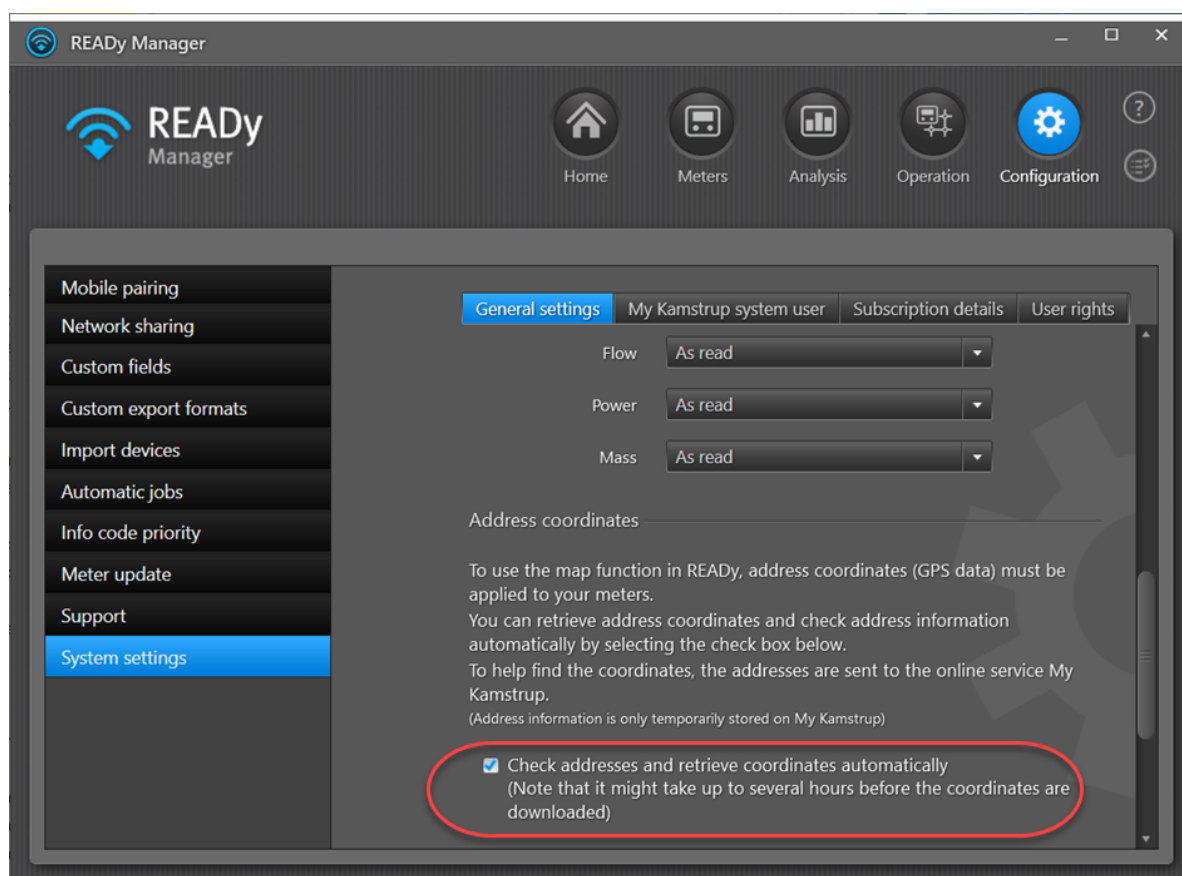 READy Manager
READy
Manager
Home
Meters
Analysis
Operation
Configuration
?
Mobile pairing
Network sharing
Custom fields
Custom export formats
Import devices
Automatic jobs
Info code priority
Meter update
Support
System settings
General settings
My Kamstrup system user
Subscription details
User rights
Flow As read
Power As read
Mass As read
Address coordinates
To use the map function in READy, address coordinates (GPS data) must be
applied to your meters.
You can retrieve address coordinates and check address information
automatically by selecting the check box below.
To help find the coordinates, the addresses are sent to the online service My
Kamstrup.
(Address information is only temporarily stored on My Kamstrup)
Check addresses and retrieve coordinates automatically
(Note that it might take up to several hours before the coordinates are
downloaded)